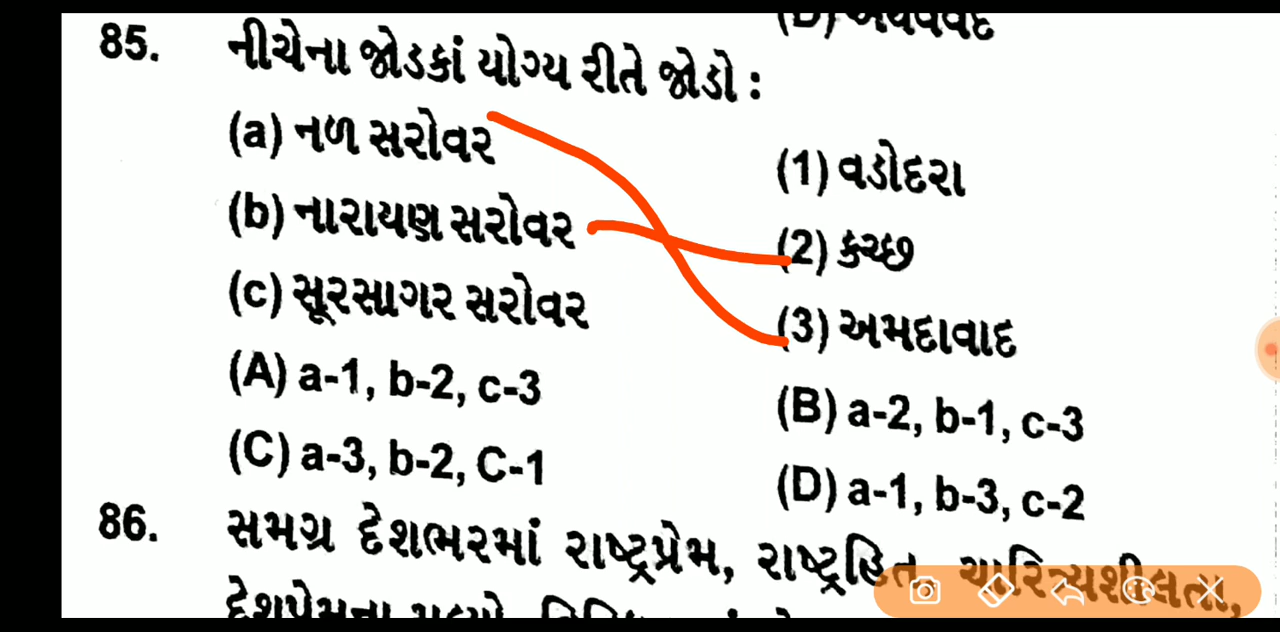 85. નીચેના જોડકાં યોગ્ય રીતે જોડો :
(a) નળ સરોવર
(1) વડોદરા
(b) નારાયણ સરોવર
(2) કચ્છ
(c) સૂરસાગર સરોવર
(3) અમદાવાદ
(A) a-1, b-2, c-3
(B) a-2, b-1, c-3
(C) a-3, b-2, C-1
(D) a-1, b-3, c-2
86. સમગ્ર દેશભરમાં રાષ્ટ્રપ્રેમ, રાષ્ટ્રહિત, ચારિત્ર્યશીલતા,
દેશપ્રેમના